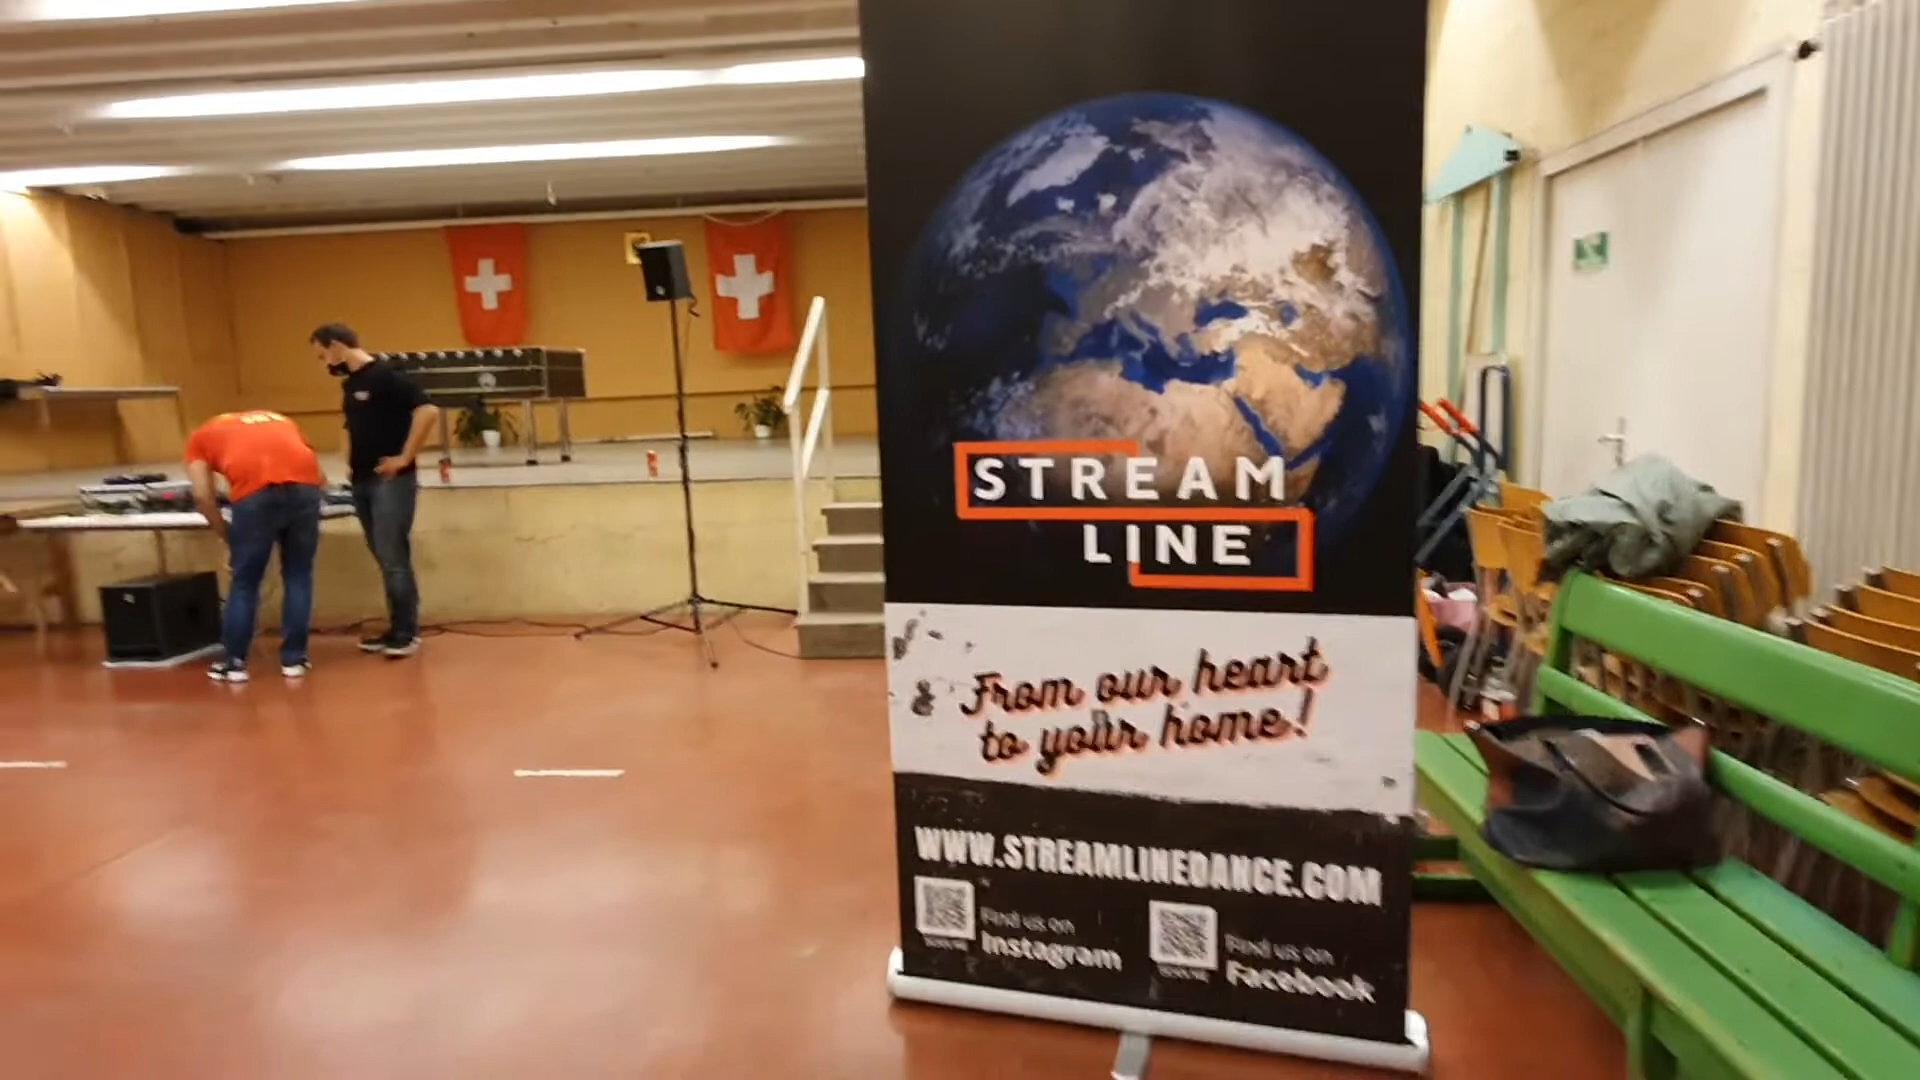 STREAM
LINE
From our heart
to your home!
WWW.STREAMLINEDANCE.COM
Find us on
Instagram
Find us on
Facebook